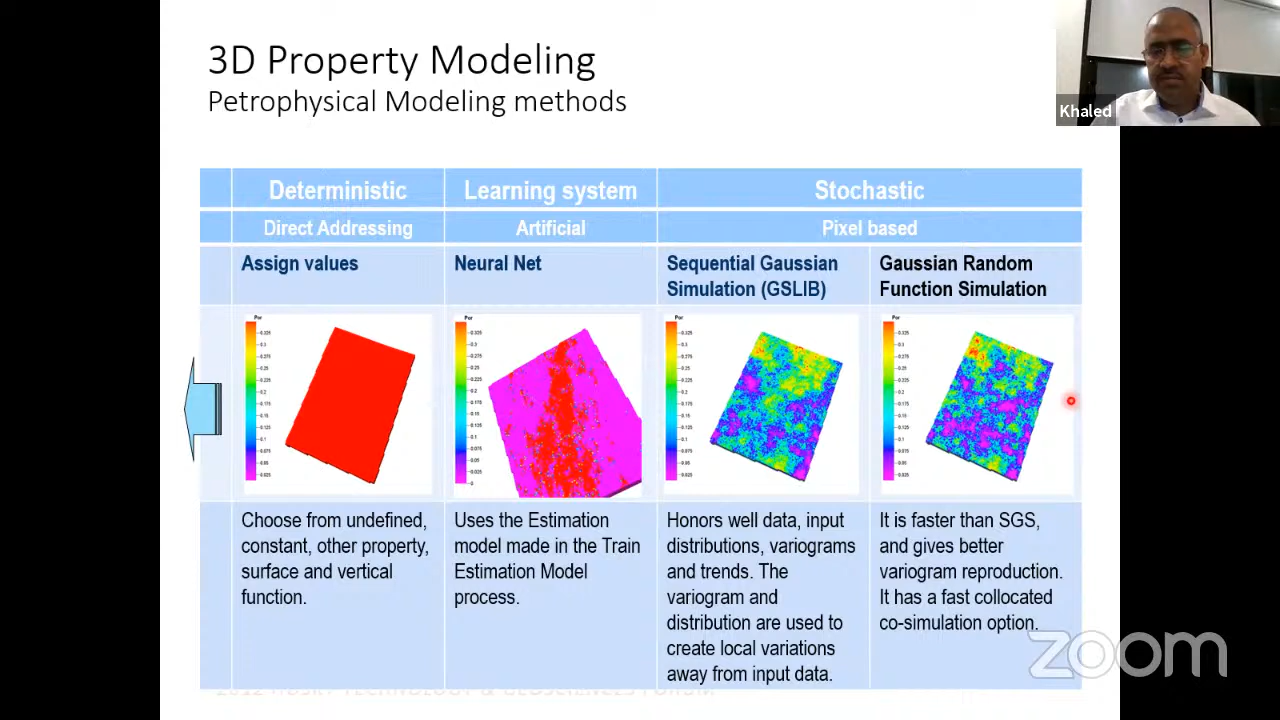 3D Property Modeling
Petrophysical Modeling methods
Khaled
Deterministic
Learning system
Stochastic
Direct Addressing
Artificial
Pixel based
Assign values
Neural Net
Sequential Gaussian
Simulation (GSLIB)
Gaussian Random
Function Simulation
Por
Por
Por
Por
Choose from undefined,
constant, other property,
surface and vertical
function.
Uses the Estimation
model made in the Train
Estimation Model
process.
Honors well data, input
distributions, variograms
and trends. The
variogram and
distribution are used to
create local variations
away from input data.
It is faster than SGS,
and gives better
variogram reproduction.
It has a fast collocated
co-simulation option.
zoom